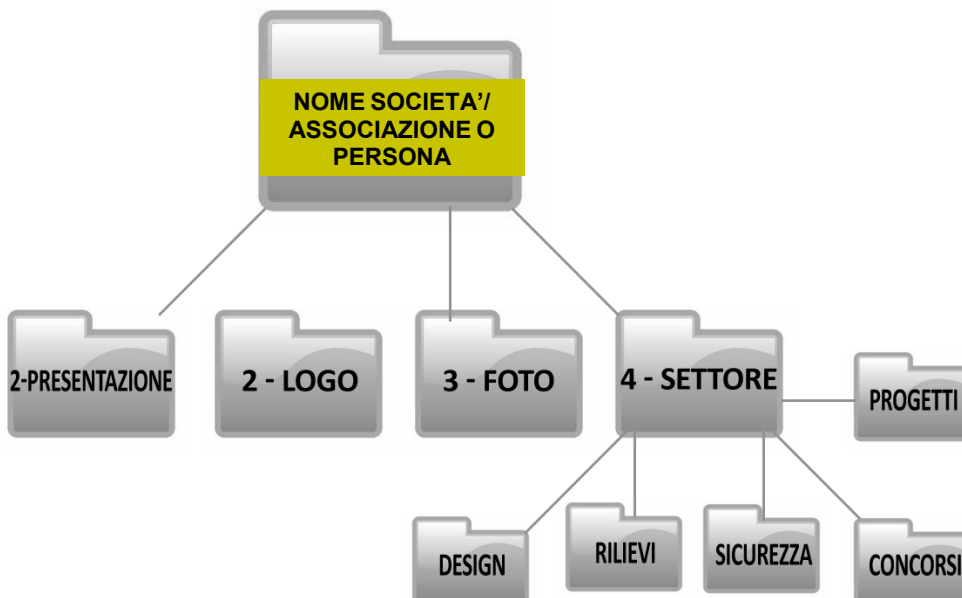 NOME SOCIETA’/
ASSOCIAZIONE O
PERSONA
2-PRESENTAZIONE
2 - LOGO
3 - FOTO
4 - SETTORE
PROGETTI
DESIGN
RILIEVI
SICUREZZA
CONCORSI